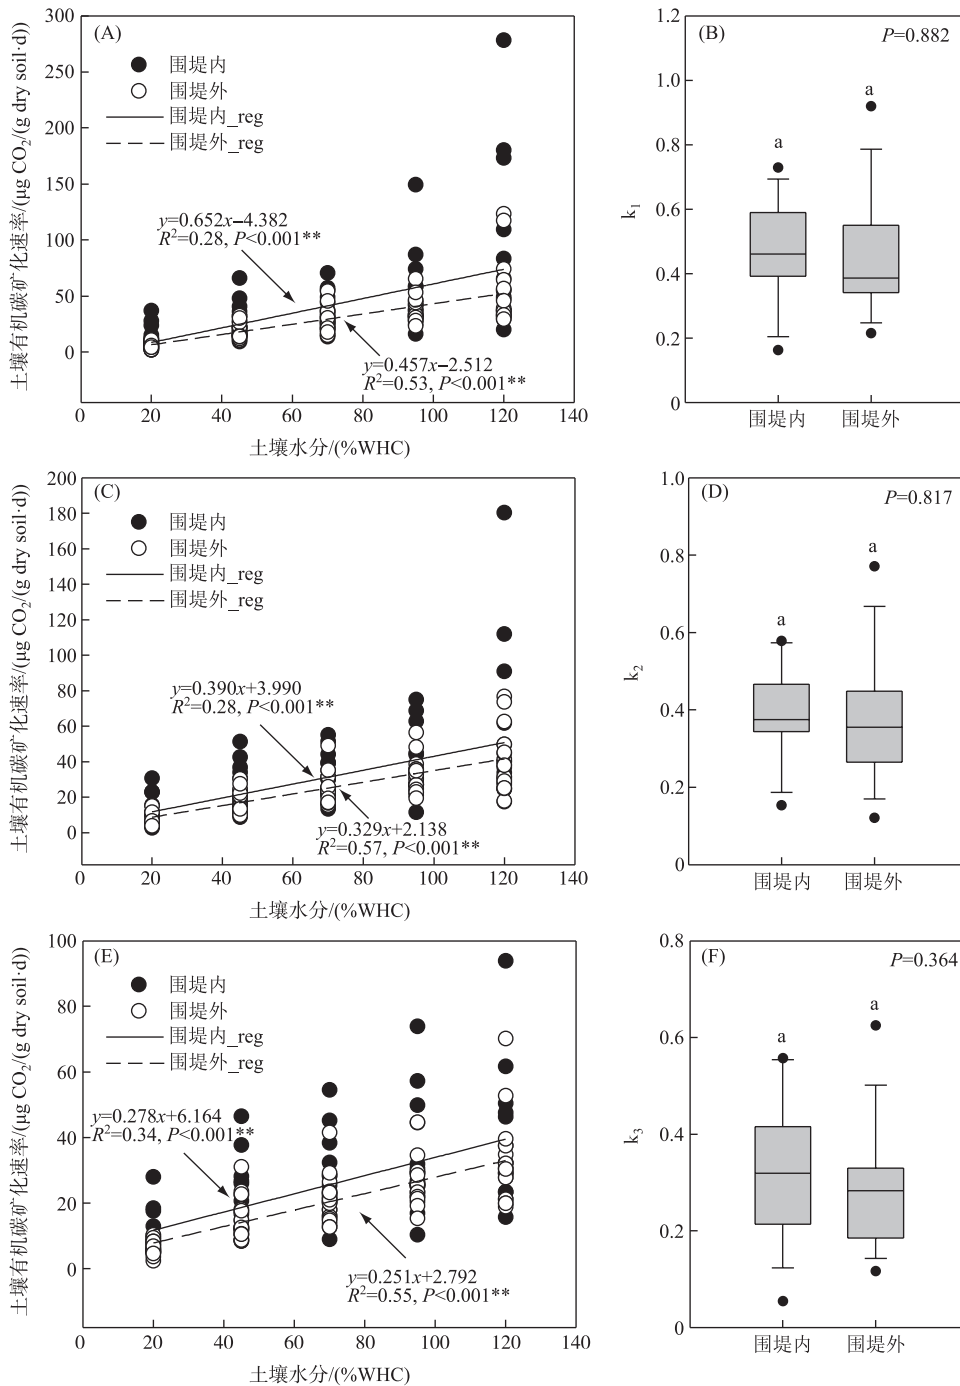 (A)
300
250
200
150
100
50
0
土壤有机碳矿化速率/(μg CO₂/(g dry soil·d))
围堤内
围堤外
围堤内_reg
围堤外_reg
y=0.652x−4.382
R²=0.28, P<0.001**
y=0.457x−2.512
R²=0.53, P<0.001**
0 20 40 60 80 100 120 140
土壤水分/(%WHC)
(B)
P=0.882
1.2
1.0
0.8
0.6
0.4
0.2
0
k₁
a
a
围堤内 围堤外
(C)
200
180
160
140
120
100
80
60
40
20
0
土壤有机碳矿化速率/(μg CO₂/(g dry soil·d))
围堤内
围堤外
围堤内_reg
围堤外_reg
y=0.390x+3.990
R²=0.28, P<0.001**
y=0.329x+2.138
R²=0.57, P<0.001**
0 20 40 60 80 100 120 140
土壤水分/(%WHC)
(D)
P=0.817
1.0
0.8
0.6
0.4
0.2
0
k₂
a
a
围堤内 围堤外
(E)
100
80
60
40
20
0
土壤有机碳矿化速率/(μg CO₂/(g dry soil·d))
围堤内
围堤外
围堤内_reg
围堤外_reg
y=0.278x+6.164
R²=0.34, P<0.001**
y=0.251x+2.792
R²=0.55, P<0.001**
0 20 40 60 80 100 120 140
土壤水分/(%WHC)
(F)
P=0.364
0.8
0.6
0.4
0.2
0
k₃
a
a
围堤内 围堤外